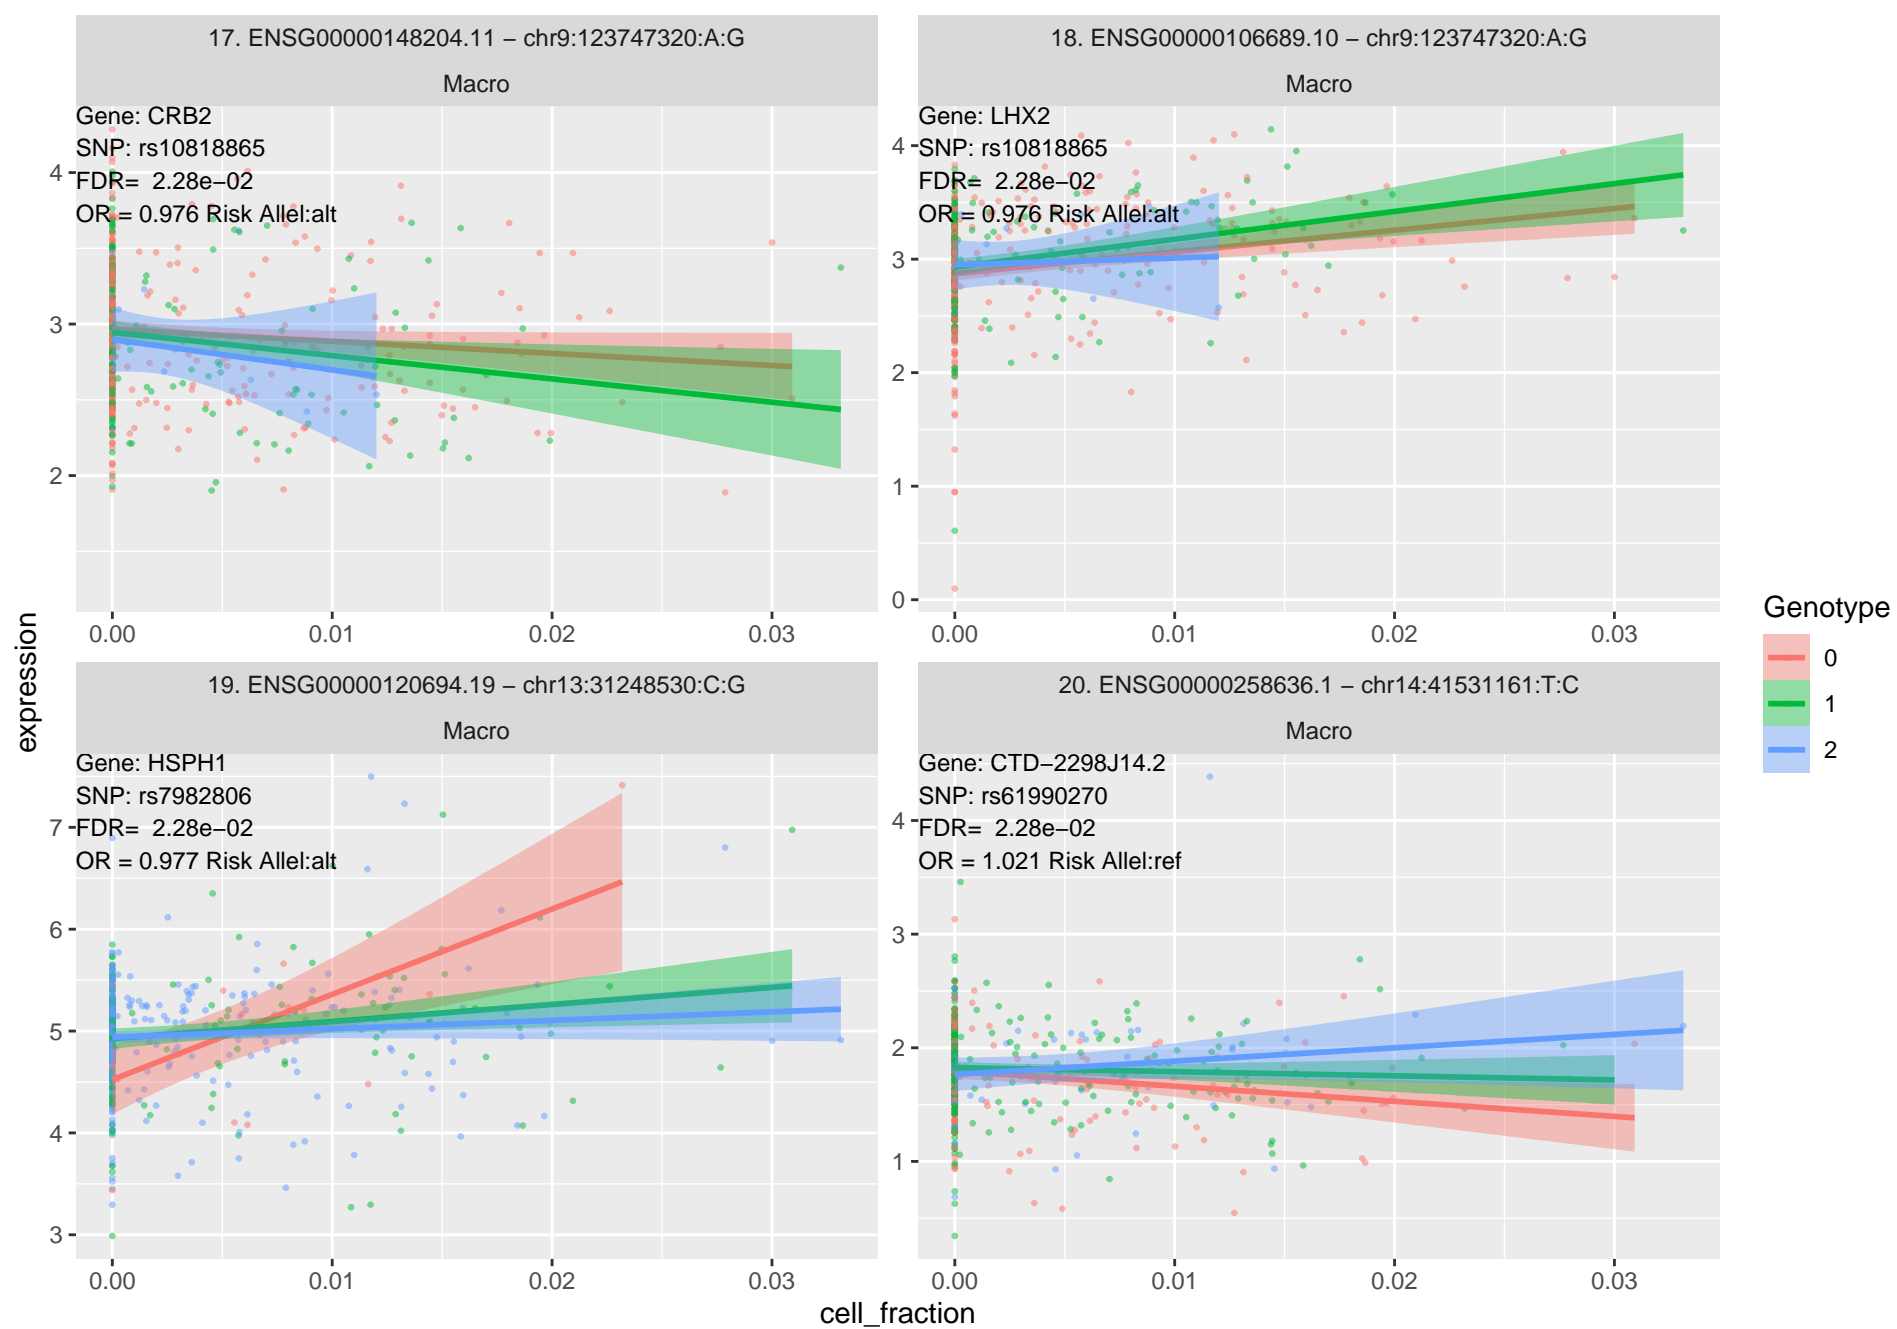 17. ENSG00000148204.11 – chr9:123747320:A:G
Macro
Gene: CRB2
SNP: rs10818865
FDR= 2.28e−02
OR = 0.976 Risk Allel:alt
4
3
2
0.00 0.01 0.02 0.03
18. ENSG00000106689.10 – chr9:123747320:A:G
Macro
Gene: LHX2
SNP: rs10818865
FDR= 2.28e−02
OR = 0.976 Risk Allel:alt
4
3
2
1
0
0.00 0.01 0.02 0.03
19. ENSG00000120694.19 – chr13:31248530:C:G
Macro
Gene: HSPH1
SNP: rs7982806
FDR= 2.28e−02
OR = 0.977 Risk Allel:alt
7
6
5
4
3
0.00 0.01 0.02 0.03
20. ENSG00000258636.1 – chr14:41531161:T:C
Macro
Gene: CTD−2298J14.2
SNP: rs61990270
FDR= 2.28e−02
OR = 1.021 Risk Allel:ref
4
3
2
1
0.00 0.01 0.02 0.03
expression
cell_fraction
Genotype
0
1
2